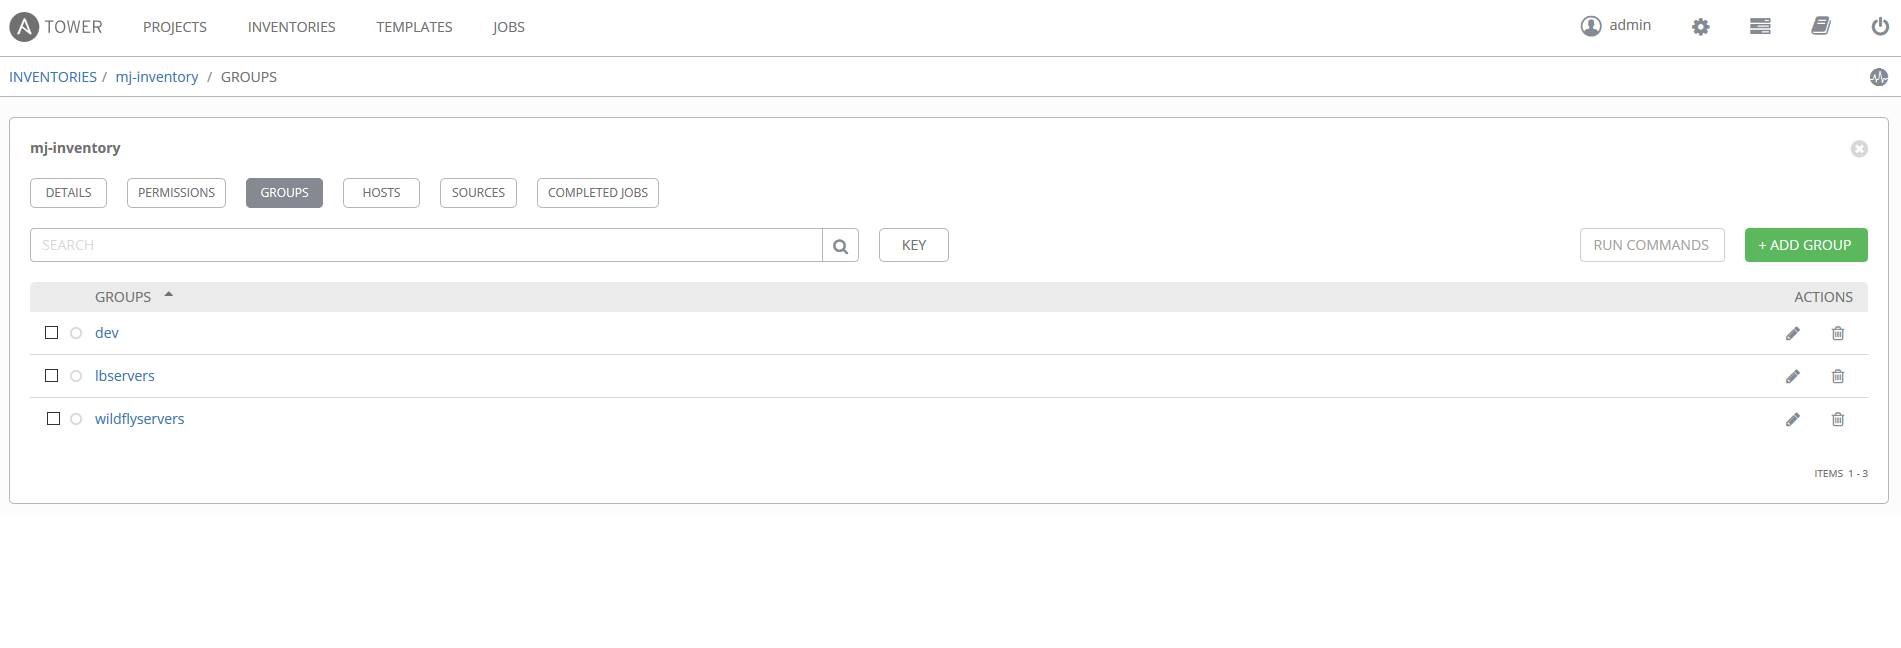 TOWER PROJECTS INVENTORIES TEMPLATES JOBS admin
INVENTORIES / mj-inventory / GROUPS
mj-inventory
DETAILS PERMISSIONS GROUPS HOSTS SOURCES COMPLETED JOBS
SEARCH KEY RUN COMMANDS + ADD GROUP
GROUPS ACTIONS
dev
lbservers
wildflyservers
ITEMS 1 - 3